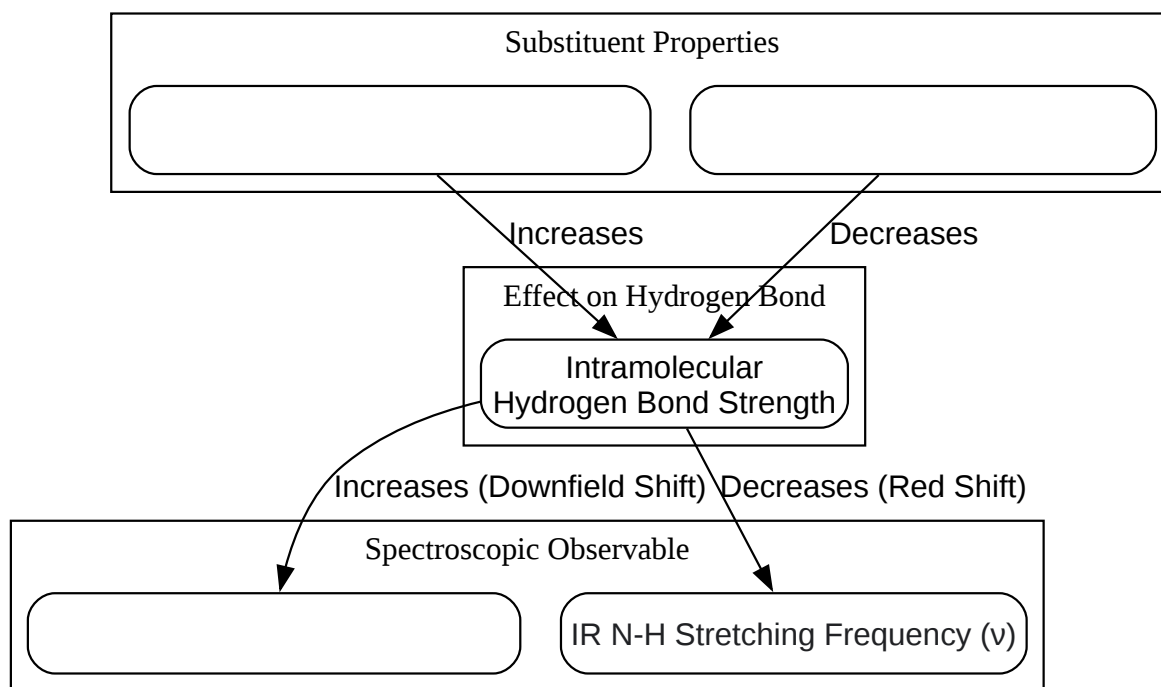 Substituent Properties
Increases
Decreases
Effect on Hydrogen Bond
Intramolecular
Hydrogen Bond Strength
Increases (Downfield Shift)
Decreases (Red Shift)
Spectroscopic Observable
IR N-H Stretching Frequency (ν)